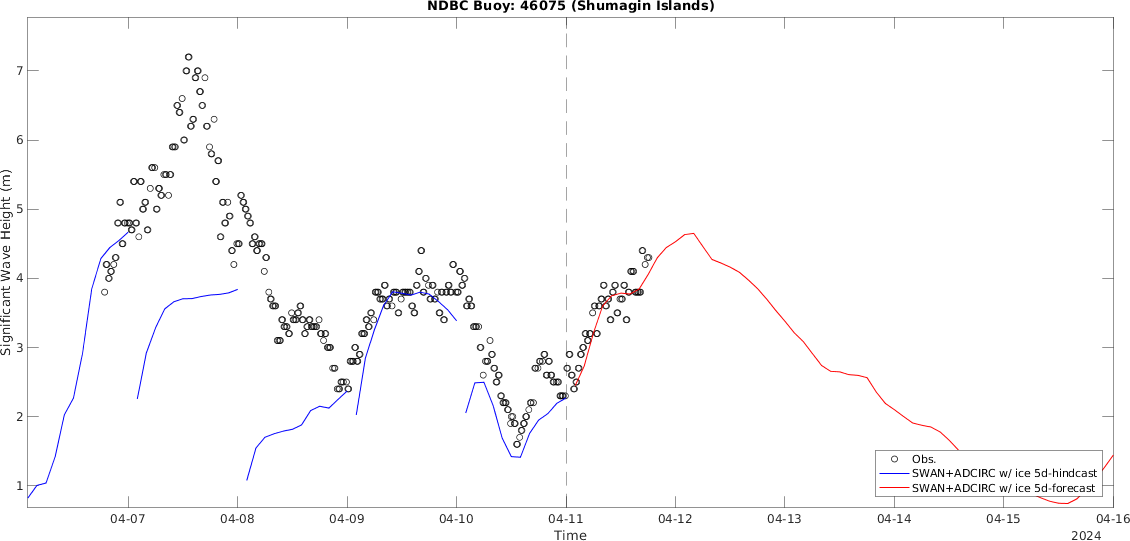 NDBC Buoy: 46075 (Shumagin Islands)
Significant Wave Height (m)
7
6
5
4
3
2
1
Obs.
SWAN+ADCIRC w/ ice 5d-hindcast
SWAN+ADCIRC w/ ice 5d-forecast
04-07 04-08 04-09 04-10 04-11 04-12 04-13 04-14 04-15 04-16
Time
2024